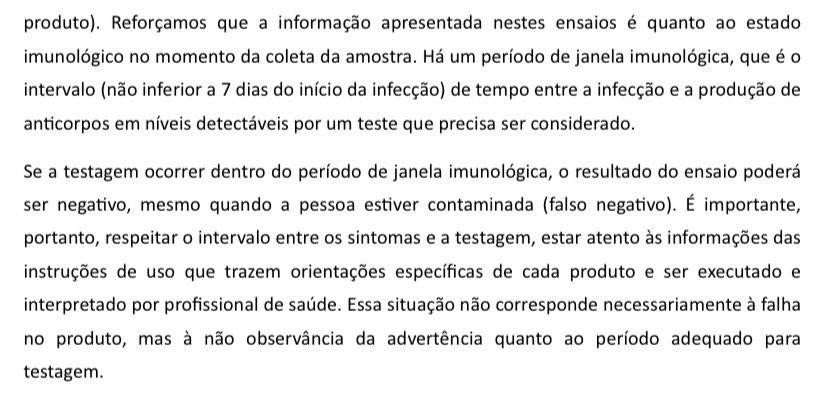 produto). Reforçamos que a informação apresentada nestes ensaios é quanto ao estado
imunológico no momento da coleta da amostra. Há um período de janela imunológica, que é o
intervalo (não inferior a 7 dias do início da infecção) de tempo entre a infecção e a produção de
anticorpos em níveis detectáveis por um teste que precisa ser considerado.
Se a testagem ocorrer dentro do período de janela imunológica, o resultado do ensaio poderá
ser negativo, mesmo quando a pessoa estiver contaminada (falso negativo). É importante,
portanto, respeitar o intervalo entre os sintomas e a testagem, estar atento às informações das
instruções de uso que trazem orientações específicas de cada produto e ser executado e
interpretado por profissional de saúde. Essa situação não corresponde necessariamente à falha
no produto, mas à não observância da advertência quanto ao período adequado para
testagem.